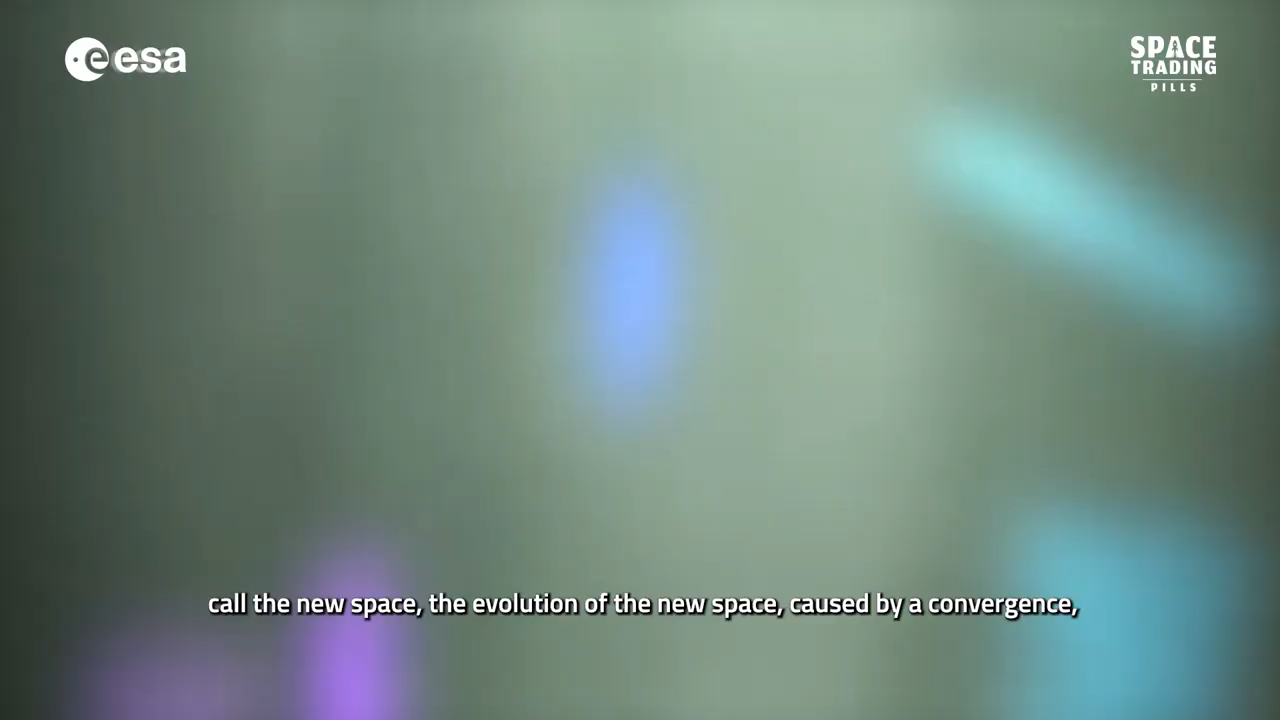 esa
SPACE
TRADING
PILLS
call the new space, the evolution of the new space, caused by a convergence,